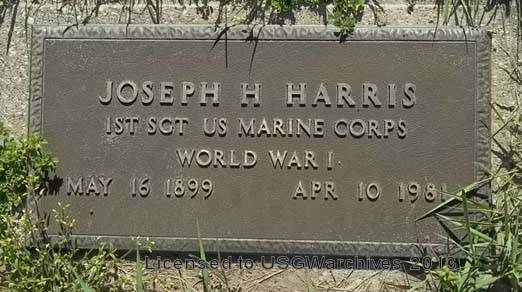 JOSEPH H HARRIS
1ST SGT US MARINE CORPS
WORLD WAR I
MAY 16 1899 APR 10 1981
Licensed to USGWarchives 2013